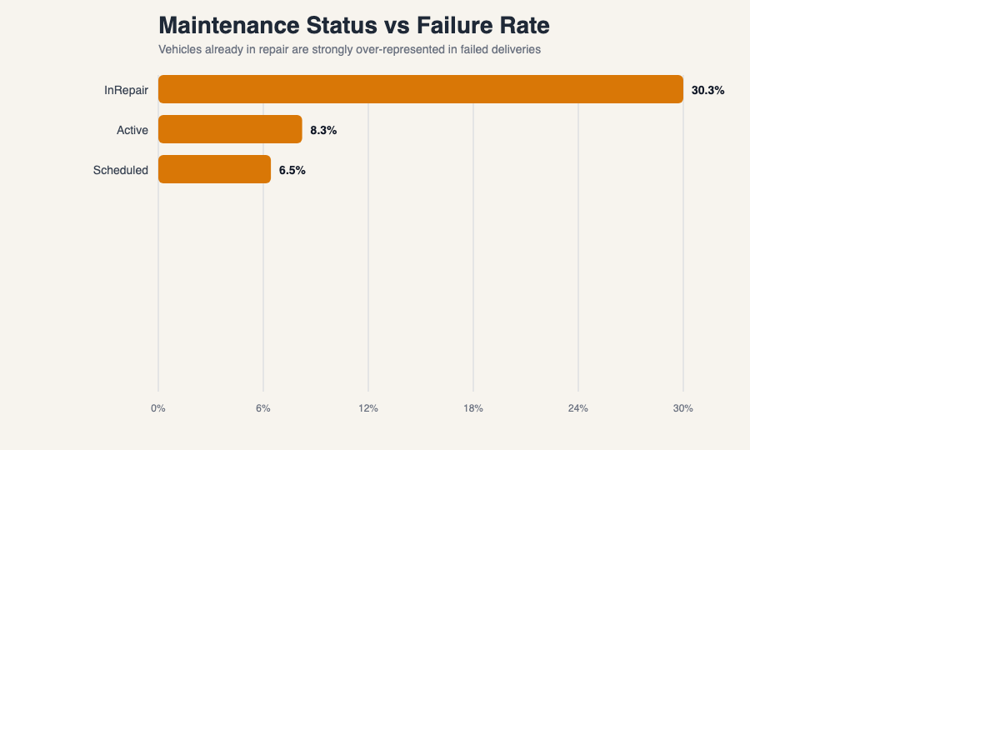 Maintenance Status vs Failure Rate
Vehicles already in repair are strongly over-represented in failed deliveries
InRepair 30.3%
Active 8.3%
Scheduled 6.5%
0% 6% 12% 18% 24% 30%